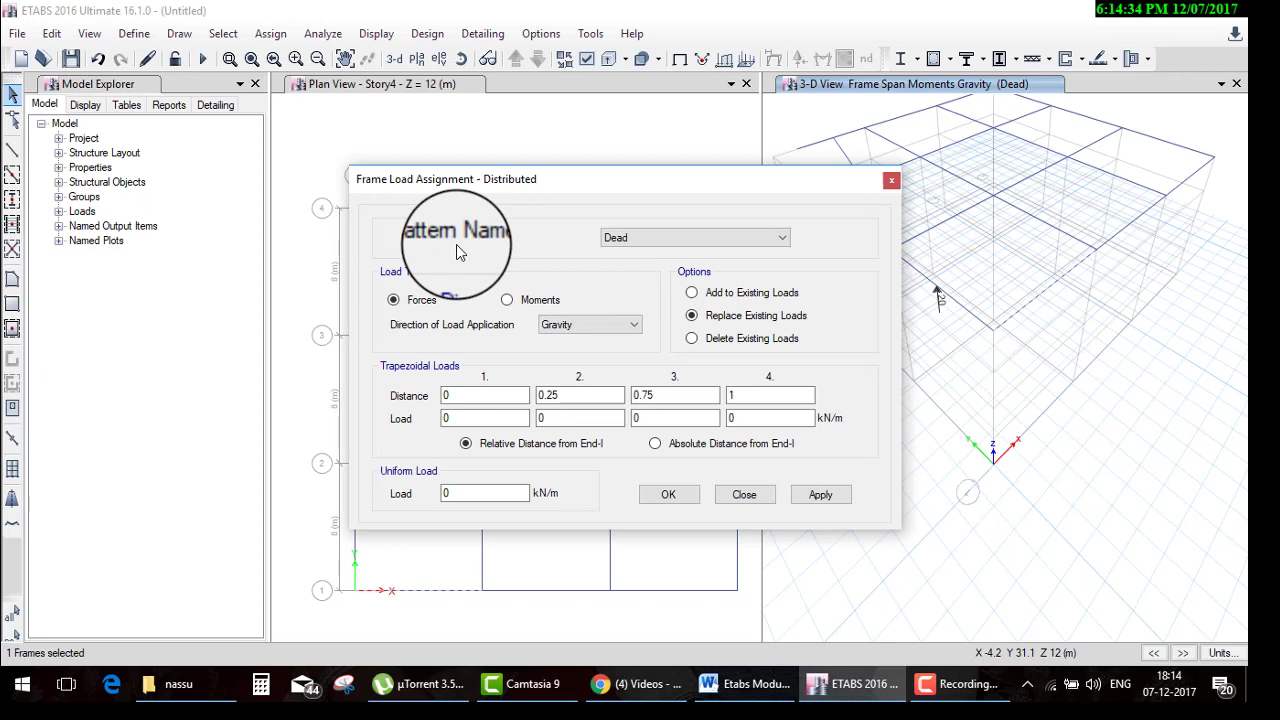 6:14:34 PM 12/07/2017
ETABS 2016 Ultimate 16.1.0 - (Untitled)
File Edit View Define Draw Select Assign Analyze Display Design Detailing Options Tools Help
3-d
Model Explorer
Plan View - Story4 - Z = 12 (m)
3-D View Frame Span Moments Gravity (Dead)
Model Display Tables Reports Detailing
Model
Project
Structure Layout
Properties
Structural Objects
Groups
Loads
Named Output Items
Named Plots
4
3
2
1
8 (m)
8 (m)
8 (m)
Y
X
Frame Load Assignment - Distributed
attern Nam
Dead
Load T
Forces
Moments
Direction of Load Application
Gravity
Options
Add to Existing Loads
Replace Existing Loads
Delete Existing Loads
Trapezoidal Loads
1. 2. 3. 4.
Distance 0 0.25 0.75 1
Load 0 0 0 0 kN/m
Relative Distance from End-I
Absolute Distance from End-I
Uniform Load
Load 0 kN/m
OK Close Apply
20
Y Z X
all
1 Frames selected
X -4.2 Y 31.1 Z 12 (m)
<< >> Units...
nassu
44
µTorrent 3.5...
Camtasia 9
(4) Videos - ...
Etabs Modu...
ETABS 2016 ...
Recording...
ENG
18:14
07-12-2017
20